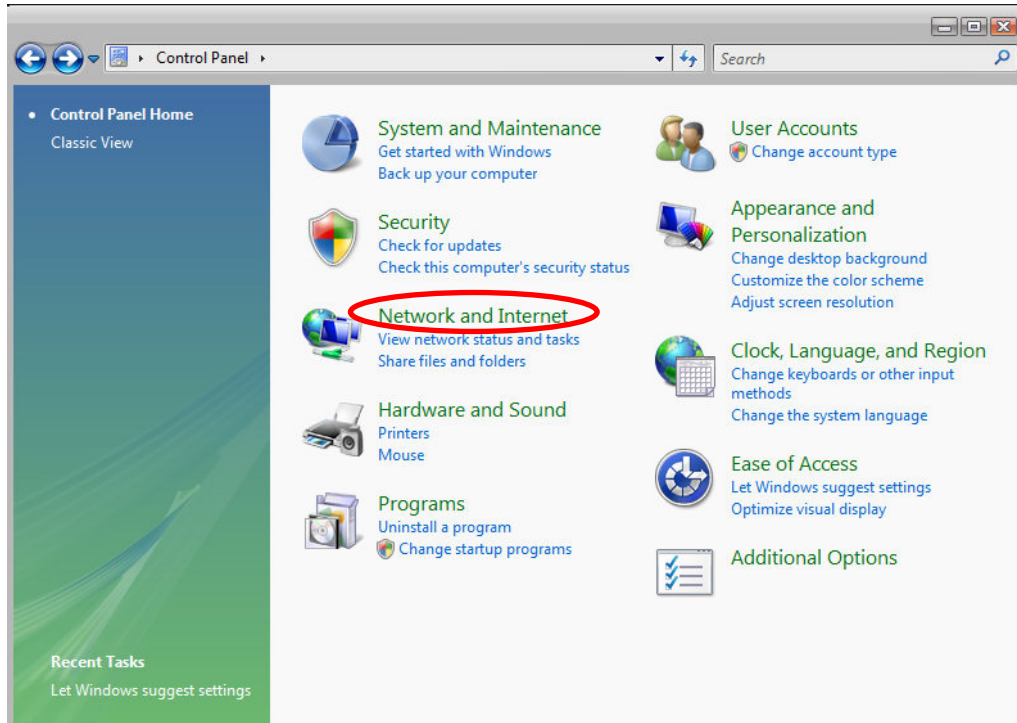 Control Panel
Search
Control Panel Home
Classic View
System and Maintenance
Get started with Windows
Back up your computer
Security
Check for updates
Check this computer's security status
Network and Internet
View network status and tasks
Share files and folders
Hardware and Sound
Printers
Mouse
Programs
Uninstall a program
Change startup programs
User Accounts
Change account type
Appearance and
Personalization
Change desktop background
Customize the color scheme
Adjust screen resolution
Clock, Language, and Region
Change keyboards or other input
methods
Change the system language
Ease of Access
Let Windows suggest settings
Optimize visual display
Additional Options
Recent Tasks
Let Windows suggest settings